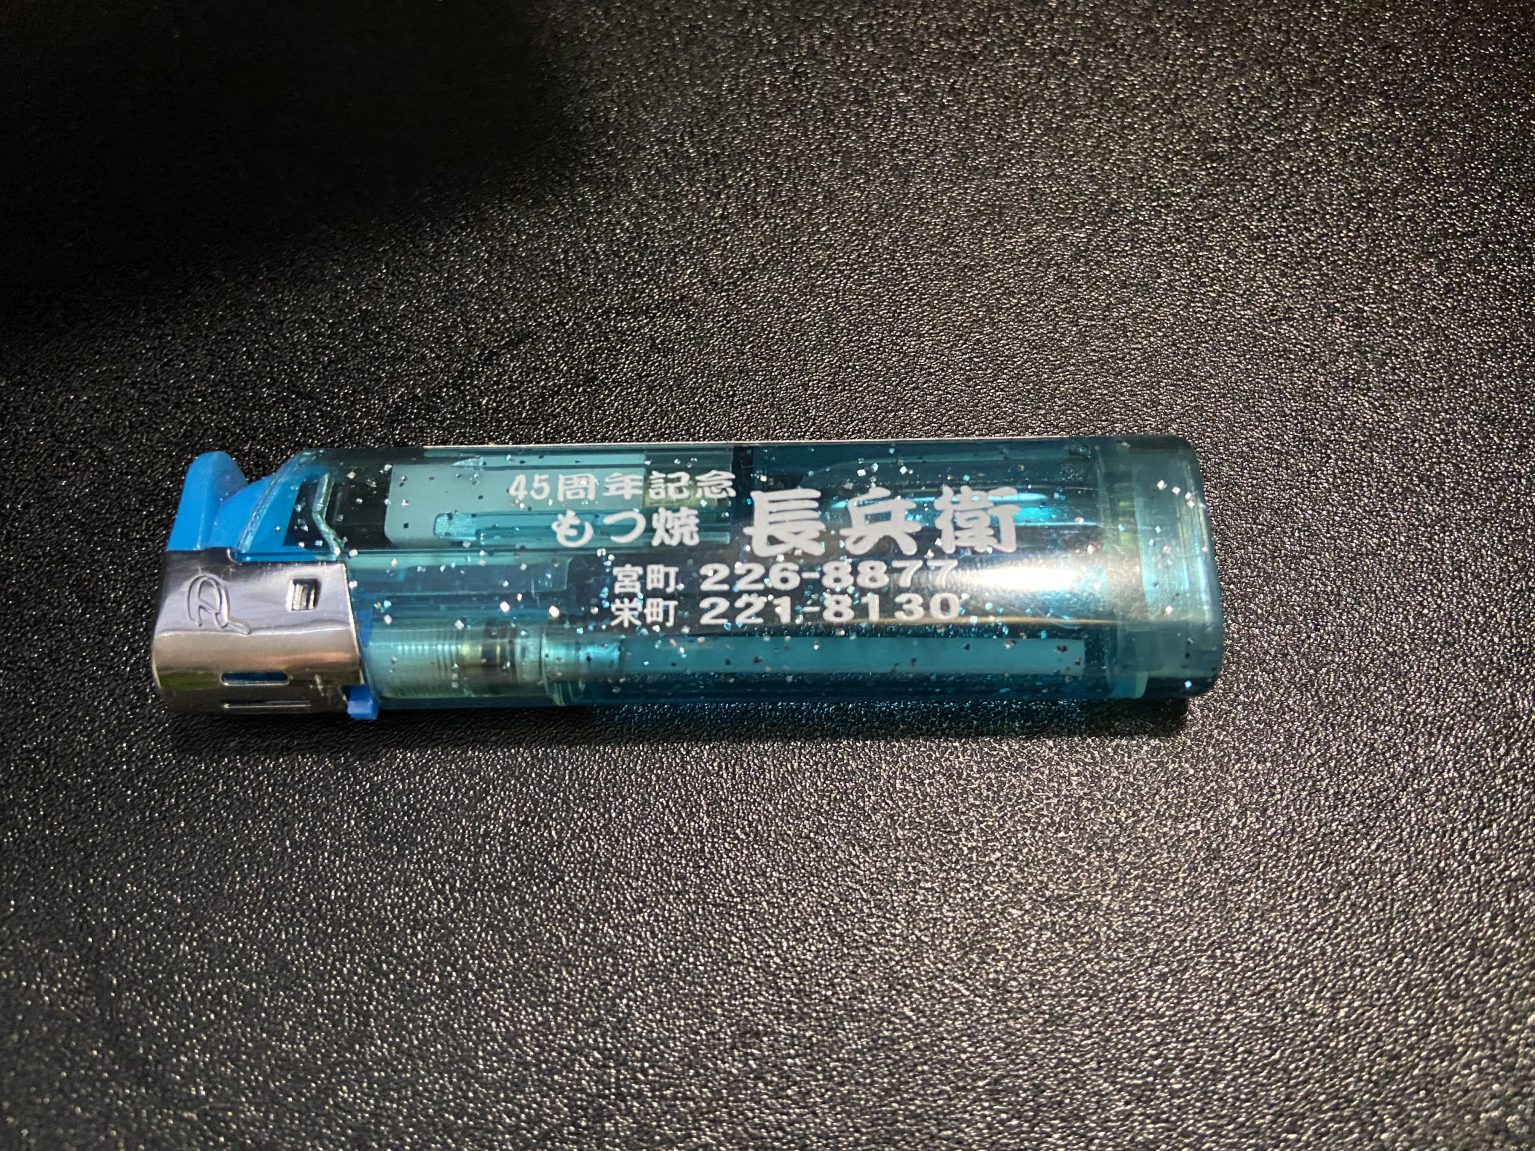 45周年記念
もつ焼 長兵衛
宮町 226-8877
栄町 221-8130